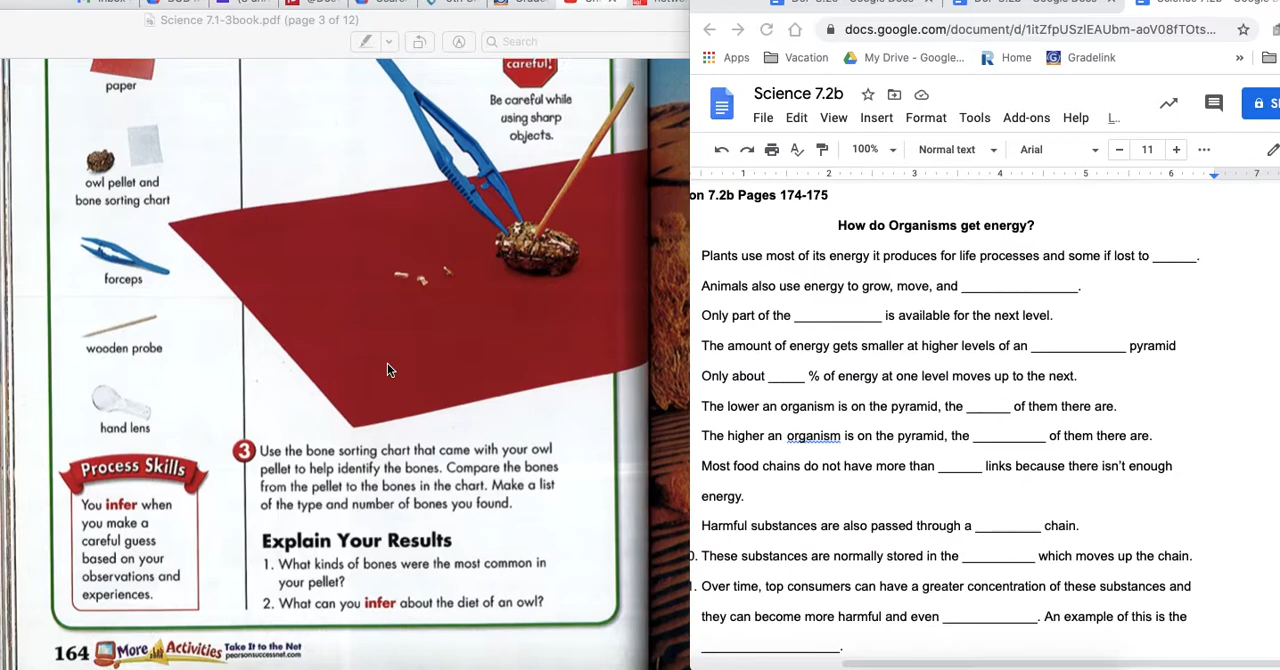 Science 7.1-3book.pdf (page 3 of 12)
Search
paper
careful!
Be careful while
using sharp
objects.
owl pellet and
bone sorting chart
forceps
wooden probe
hand lens
Process Skills
You infer when
you make a
careful guess
based on your
observations and
experiences.
3 Use the bone sorting chart that came with your owl
pellet to help identify the bones. Compare the bones
from the pellet to the bones in the chart. Make a list
of the type and number of bones you found.
Explain Your Results
1. What kinds of bones were the most common in
your pellet?
2. What can you infer about the diet of an owl?
164 More Activities Take It to the Net
pearsonsuccessnet.com
docs.google.com/document/d/1itZfpUSzIEAUbm-aoV08fTOts...
Apps Vacation My Drive - Google... Home Gradelink »
Science 7.2b
File Edit View Insert Format Tools Add-ons Help L..
100% Normal text Arial − 11 +
1 2 3 4 5 6 7
on 7.2b Pages 174-175
How do Organisms get energy?
Plants use most of its energy it produces for life processes and some if lost to ______.
Animals also use energy to grow, move, and ________________.
Only part of the ____________ is available for the next level.
The amount of energy gets smaller at higher levels of an _____________ pyramid
Only about _____ % of energy at one level moves up to the next.
The lower an organism is on the pyramid, the ______ of them there are.
The higher an organism is on the pyramid, the __________ of them there are.
Most food chains do not have more than ______ links because there isn't enough
energy.
Harmful substances are also passed through a _________ chain.
0. These substances are normally stored in the __________ which moves up the chain.
1. Over time, top consumers can have a greater concentration of these substances and
they can become more harmful and even _____________. An example of this is the
___________________.